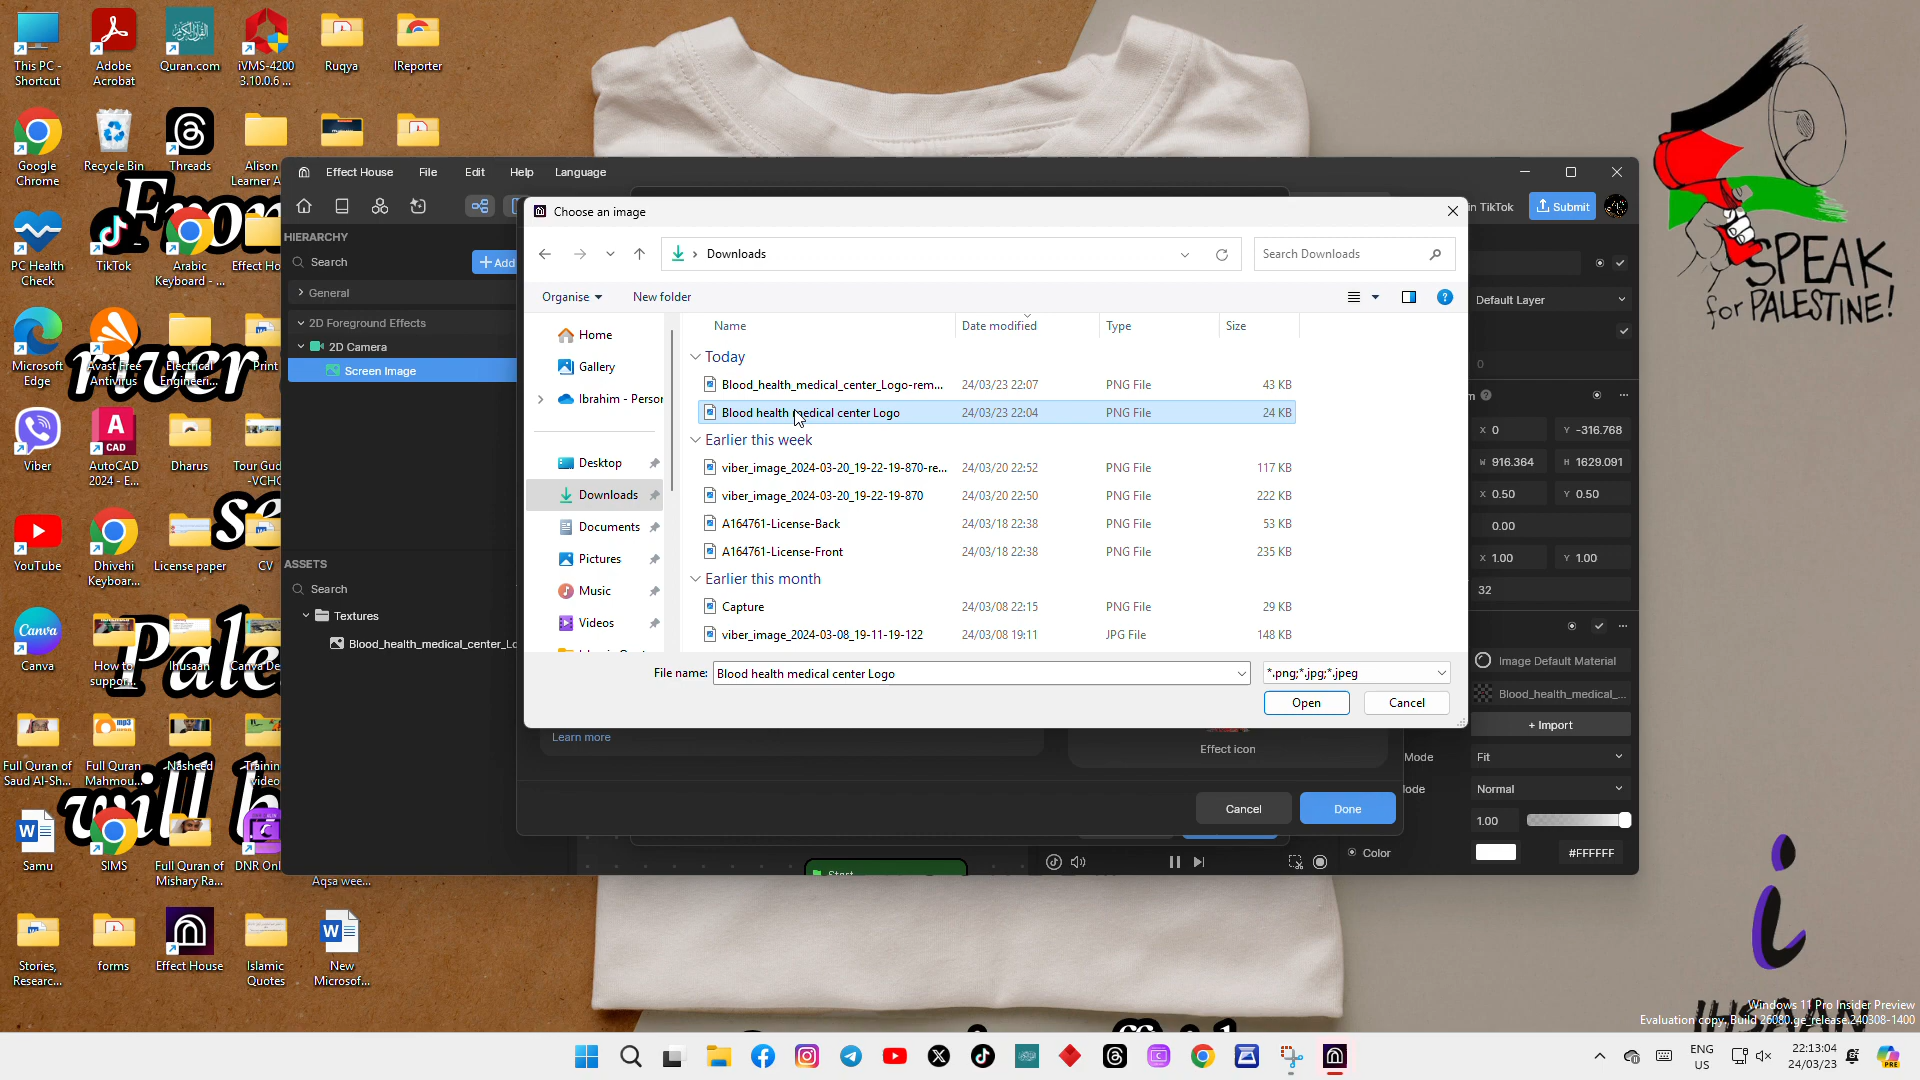 This PC - Shortcut
Adobe Acrobat
Quran.com
iVMS-4200 3.10.0.6 ...
Ruqya
IReporter
Google Chrome
Recycle Bin
Threads
Alison Learner A
PC Health Check
TikTok
Arabic Keyboard - ...
Effect Ho
Microsoft Edge
Avast Free Antivirus
Electrical Engineeri...
Print
Viber
AutoCAD 2024 - E...
Dharus
Tour Gud -VCHC
YouTube
Dhivehi Keyboar...
License paper
CV
Canva
How to suppor...
Ihusaan
Canva De
Full Quran of Saud Al-Sh...
Full Quran Mahmou...
Nasheed
Trainin video
Samu
SIMS
Full Quran of Mishary Ra...
DNR Onl
Aqsa wee...
Stories, Researc...
forms
Effect House
Islamic Quotes
New Microsof...
From
river
se
Pale
will b
Effect House
File
Edit
Help
Language
in TikTok
Submit
HIERARCHY
Search
+ Add
General
2D Foreground Effects
2D Camera
Screen Image
ASSETS
Search
Textures
Blood_health_medical_center_Lo
Choose an image
Downloads
Search Downloads
Organise
New folder
Name
Date modified
Type
Size
Home
Gallery
Ibrahim - Person
Desktop
Downloads
Documents
Pictures
Music
Videos
Today
Blood_health_medical_center_Logo-rem... 24/03/23 22:07 PNG File 43 KB
Blood health medical center Logo 24/03/23 22:04 PNG File 24 KB
Earlier this week
viber_image_2024-03-20_19-22-19-870-re... 24/03/20 22:52 PNG File 117 KB
viber_image_2024-03-20_19-22-19-870 24/03/20 22:50 PNG File 222 KB
A164761-License-Back 24/03/18 22:38 PNG File 53 KB
A164761-License-Front 24/03/18 22:38 PNG File 235 KB
Earlier this month
Capture 24/03/08 22:15 PNG File 29 KB
viber_image_2024-03-08_19-11-19-122 24/03/08 19:11 JPG File 148 KB
File name: Blood health medical center Logo
*.png;*.jpg;*.jpeg
Open
Cancel
Learn more
Effect icon
Cancel
Done
Start
Default Layer
0
m
X 0 Y -316.768
W 916.364 H 1629.091
X 0.50 Y 0.50
0.00
X 1.00 Y 1.00
32
Image Default Material
Blood_health_medical_...
+ Import
Mode Fit
lode Normal
1.00
Color #FFFFFF
SPEAK
for PALESTINE!
i
IHSAAN
Windows 11 Pro Insider Preview
Evaluation copy. Build 26080.ge_release.240308-1400
ENG
US
22:13:04
24/03/23
PRE